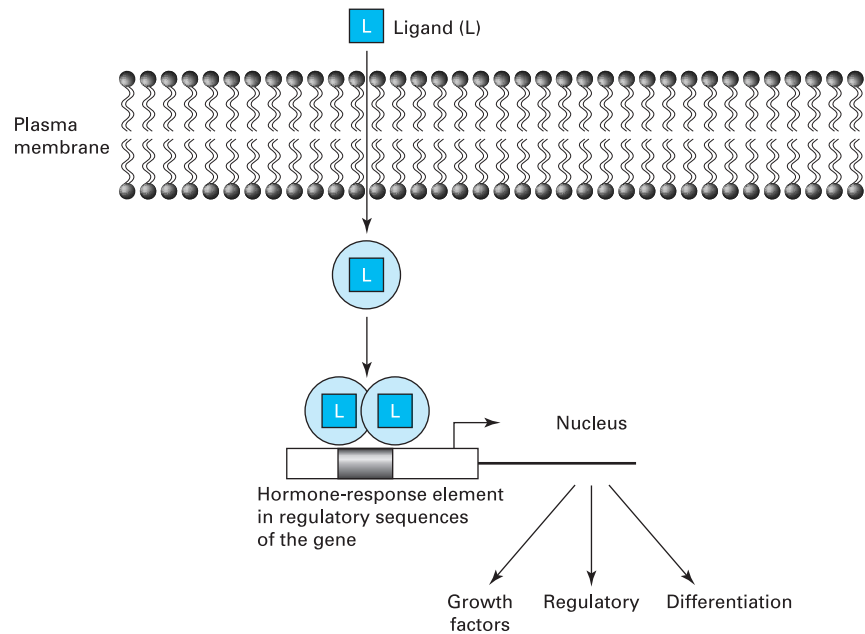 L Ligand (L)
Plasma
membrane
L
L L
Nucleus
Hormone-response element
in regulatory sequences
of the gene
Growth
factors
Regulatory
Differentiation